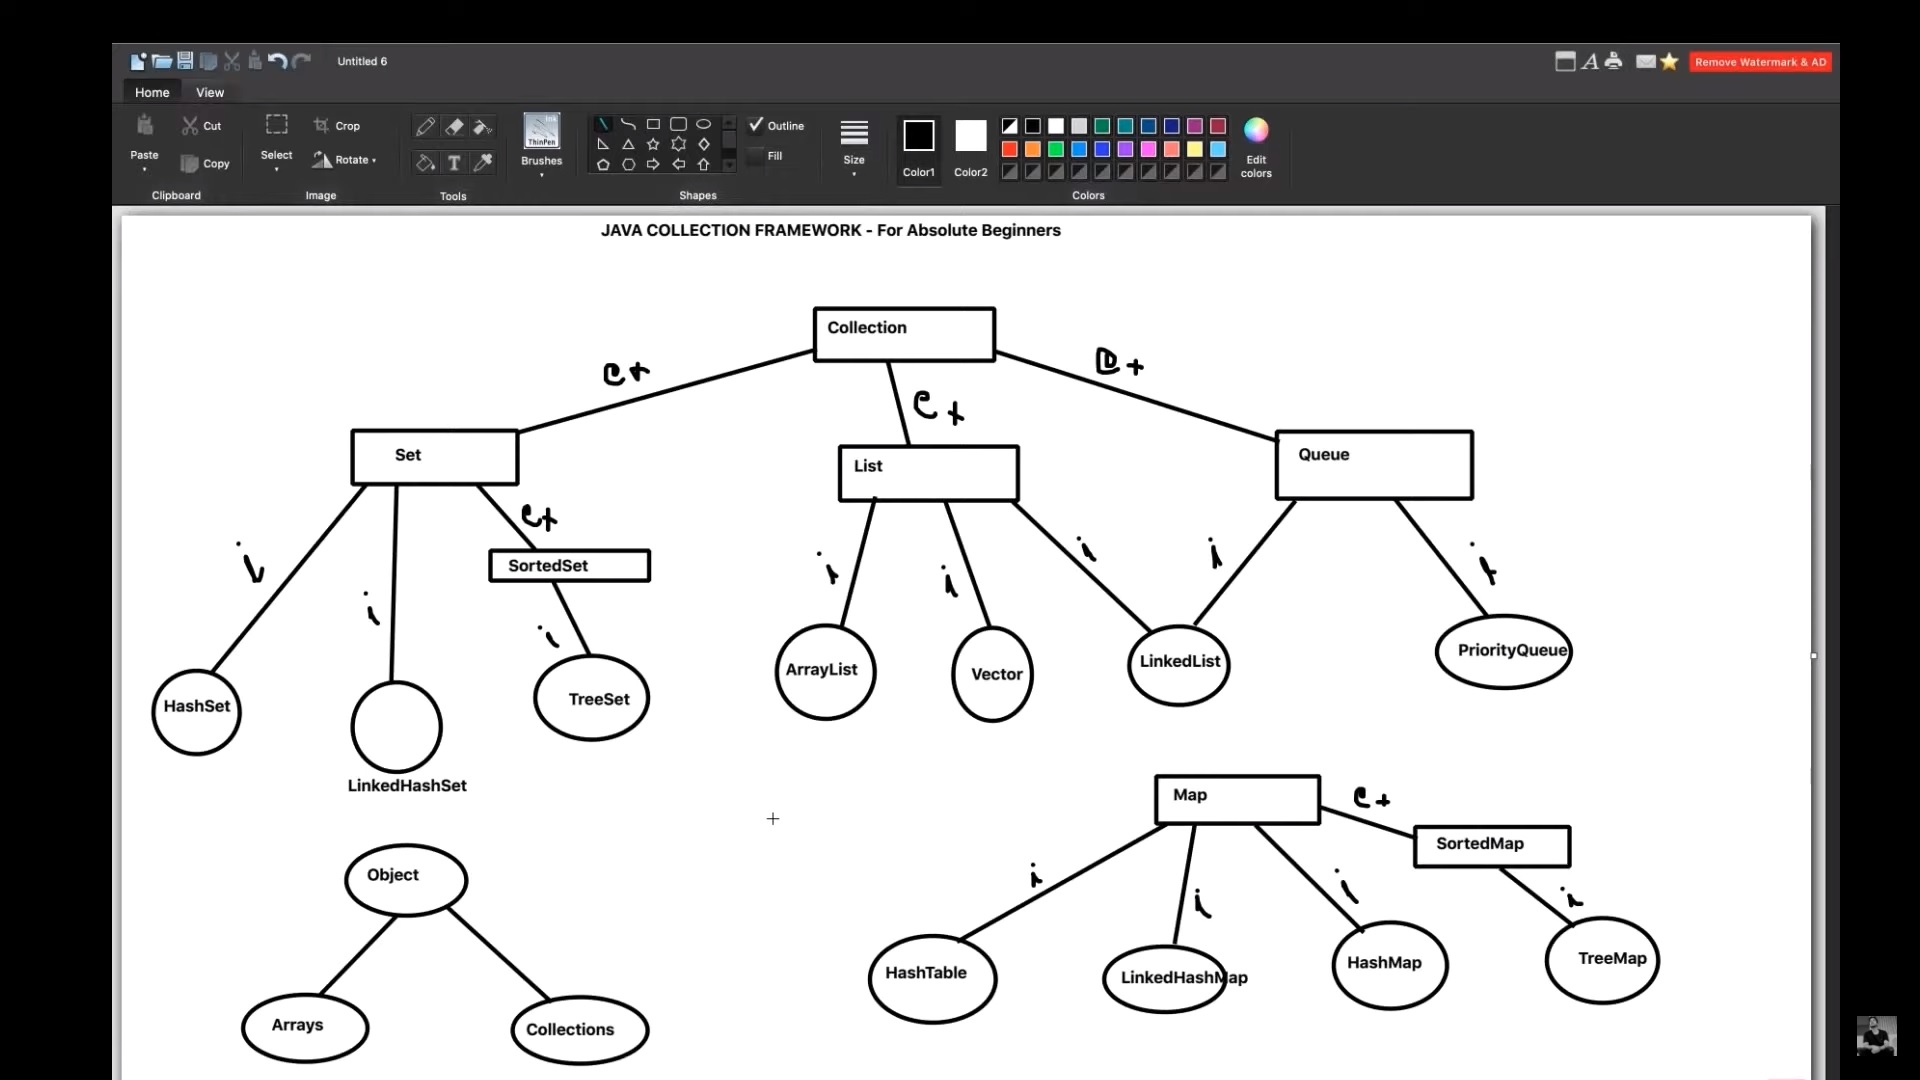 Untitled 6
Remove Watermark & AD
Home View
Paste
Cut
Copy
Clipboard
Select
Crop
Rotate
Image
Tools
Ink
ThinPen
Brushes
Outline
Fill
Shapes
Size
Color1
Color2
Edit
colors
Colors
JAVA COLLECTION FRAMEWORK - For Absolute Beginners
Collection
e+
e+
e+
Set
List
Queue
e+
SortedSet
i
i
i
i
i
i
i
i
HashSet
LinkedHashSet
TreeSet
ArrayList
Vector
LinkedList
PriorityQueue
Map
e+
SortedMap
i
i
i
i
HashTable
LinkedHashMap
HashMap
TreeMap
Object
Arrays
Collections